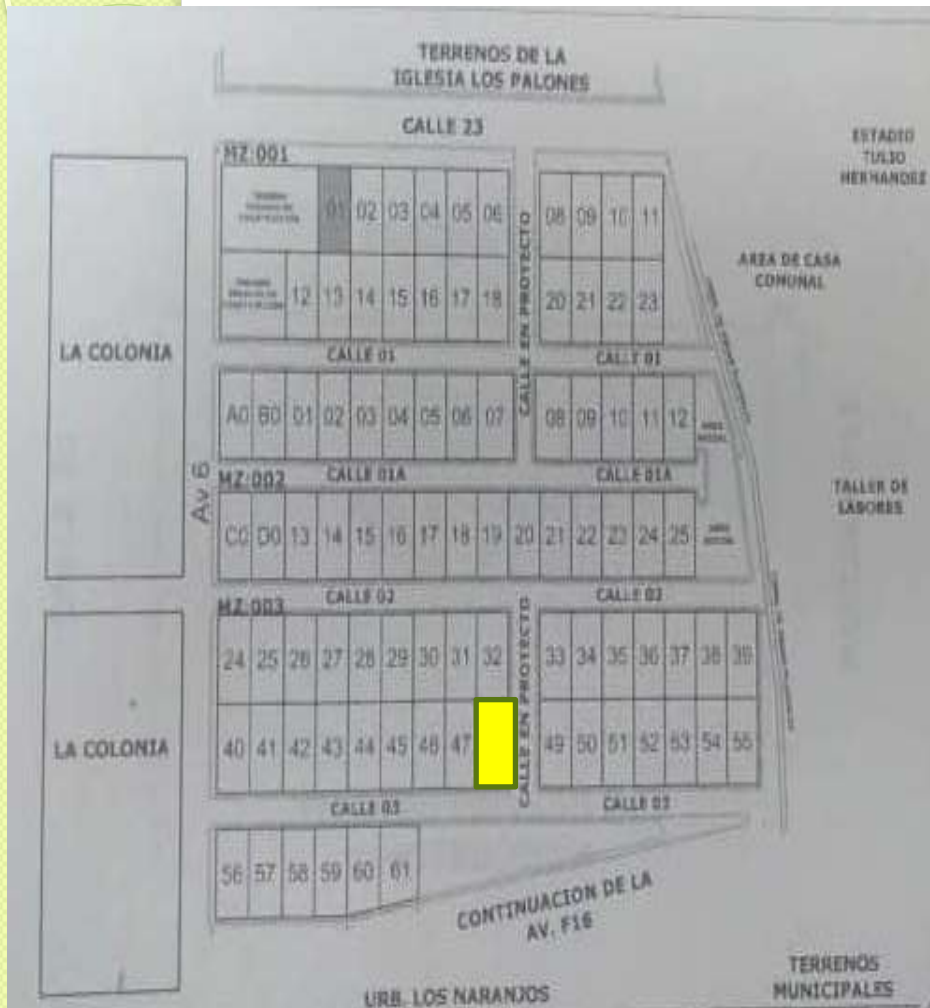 TERRENOS DE LA
IGLESIA LOS PALONES
CALLE 23
ESTADIO
TULIO
HERNANDEZ
MZ:001
01 02 03 04 05 06
08 09 10 11
AREA DE CASA
COMUNAL
12 13 14 15 16 17 18
20 21 22 23
CALLE EN PROYECTO
LA COLONIA
CALLE 01
CALLE 01
A0 B0 01 02 03 04 05 06 07
08 09 10 11 12
CALLE 01A
CALLE 01A
Av 6
MZ:002
TALLER DE
LABORES
C0 D0 13 14 15 16 17 18 19 20 21 22 23 24 25
CALLE 02
CALLE 02
MZ:003
24 25 26 27 28 29 30 31 32
33 34 35 36 37 38 39
CALLE EN PROYECTO
LA COLONIA
40 41 42 43 44 45 46 47
49 50 51 52 53 54 55
CALLE 03
CALLE 03
56 57 58 59 60 61
CONTINUACION DE LA
AV. F16
URB. LOS NARANJOS
TERRENOS
MUNICIPALES